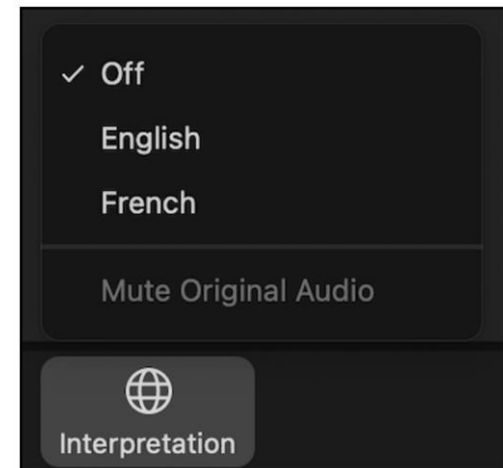 Off
English
French
Mute Original Audio
Interpretation